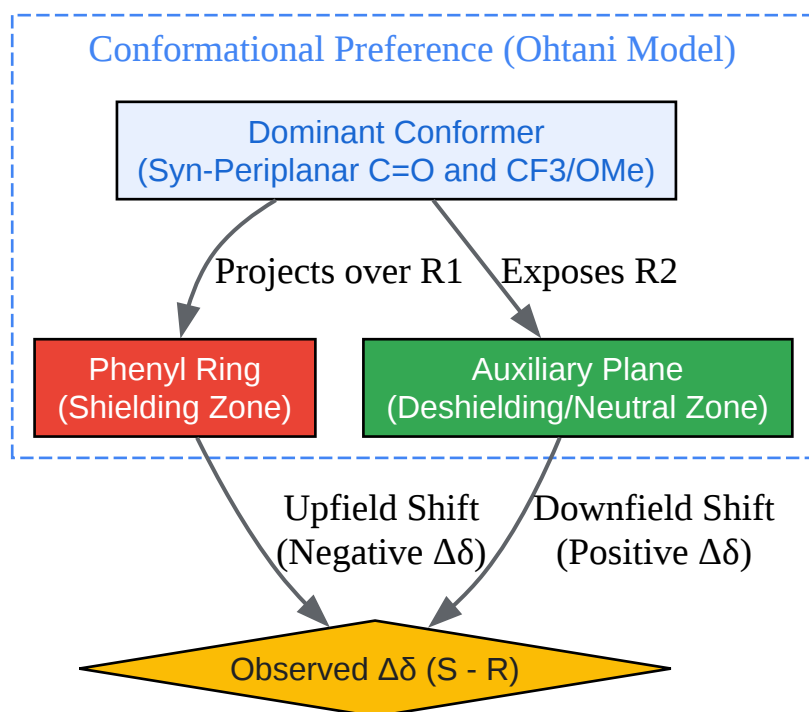 Conformational Preference (Ohtani Model)
Dominant Conformer
(Syn-Periplanar C=O and CF3/OMe)
Projects over R1
Exposes R2
Phenyl Ring
(Shielding Zone)
Auxiliary Plane
(Deshielding/Neutral Zone)
Upfield Shift
(Negative Δδ)
Downfield Shift
(Positive Δδ)
Observed Δδ (S - R)